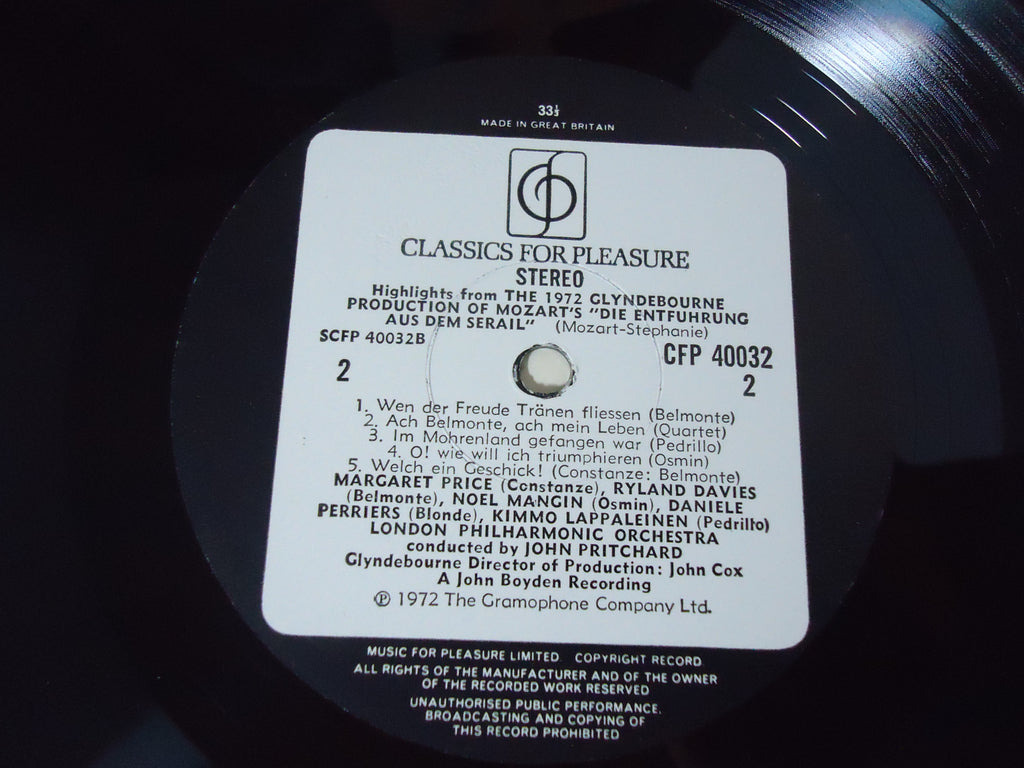 33⅓
MADE IN GREAT BRITAIN
CLASSICS FOR PLEASURE
STEREO
Highlights from THE 1972 GLYNDEBOURNE
PRODUCTION OF MOZART'S "DIE ENTFUHRUNG
AUS DEM SERAIL" (Mozart-Stephanie)
SCFP 40032B
CFP 40032
2
2
1. Wen der Freude Tränen fliessen (Belmonte)
2. Ach Belmonte, ach mein Leben (Quartet)
3. Im Mohrenland gefangen war (Pedrillo)
4. O! wie will ich triumphieren (Osmin)
5. Welch ein Geschick! (Constanze: Belmonte)
MARGARET PRICE (Constanze), RYLAND DAVIES
(Belmonte), NOEL MANGIN (Osmin), DANIELE
PERRIERS (Blonde), KIMMO LAPPALEINEN (Pedrillo)
LONDON PHILHARMONIC ORCHESTRA
conducted by JOHN PRITCHARD
Glyndebourne Director of Production: John Cox
A John Boyden Recording
℗ 1972 The Gramophone Company Ltd.
MUSIC FOR PLEASURE LIMITED. COPYRIGHT RECORD
ALL RIGHTS OF THE MANUFACTURER AND OF THE OWNER
OF THE RECORDED WORK RESERVED
UNAUTHORISED PUBLIC PERFORMANCE,
BROADCASTING AND COPYING OF
THIS RECORD PROHIBITED